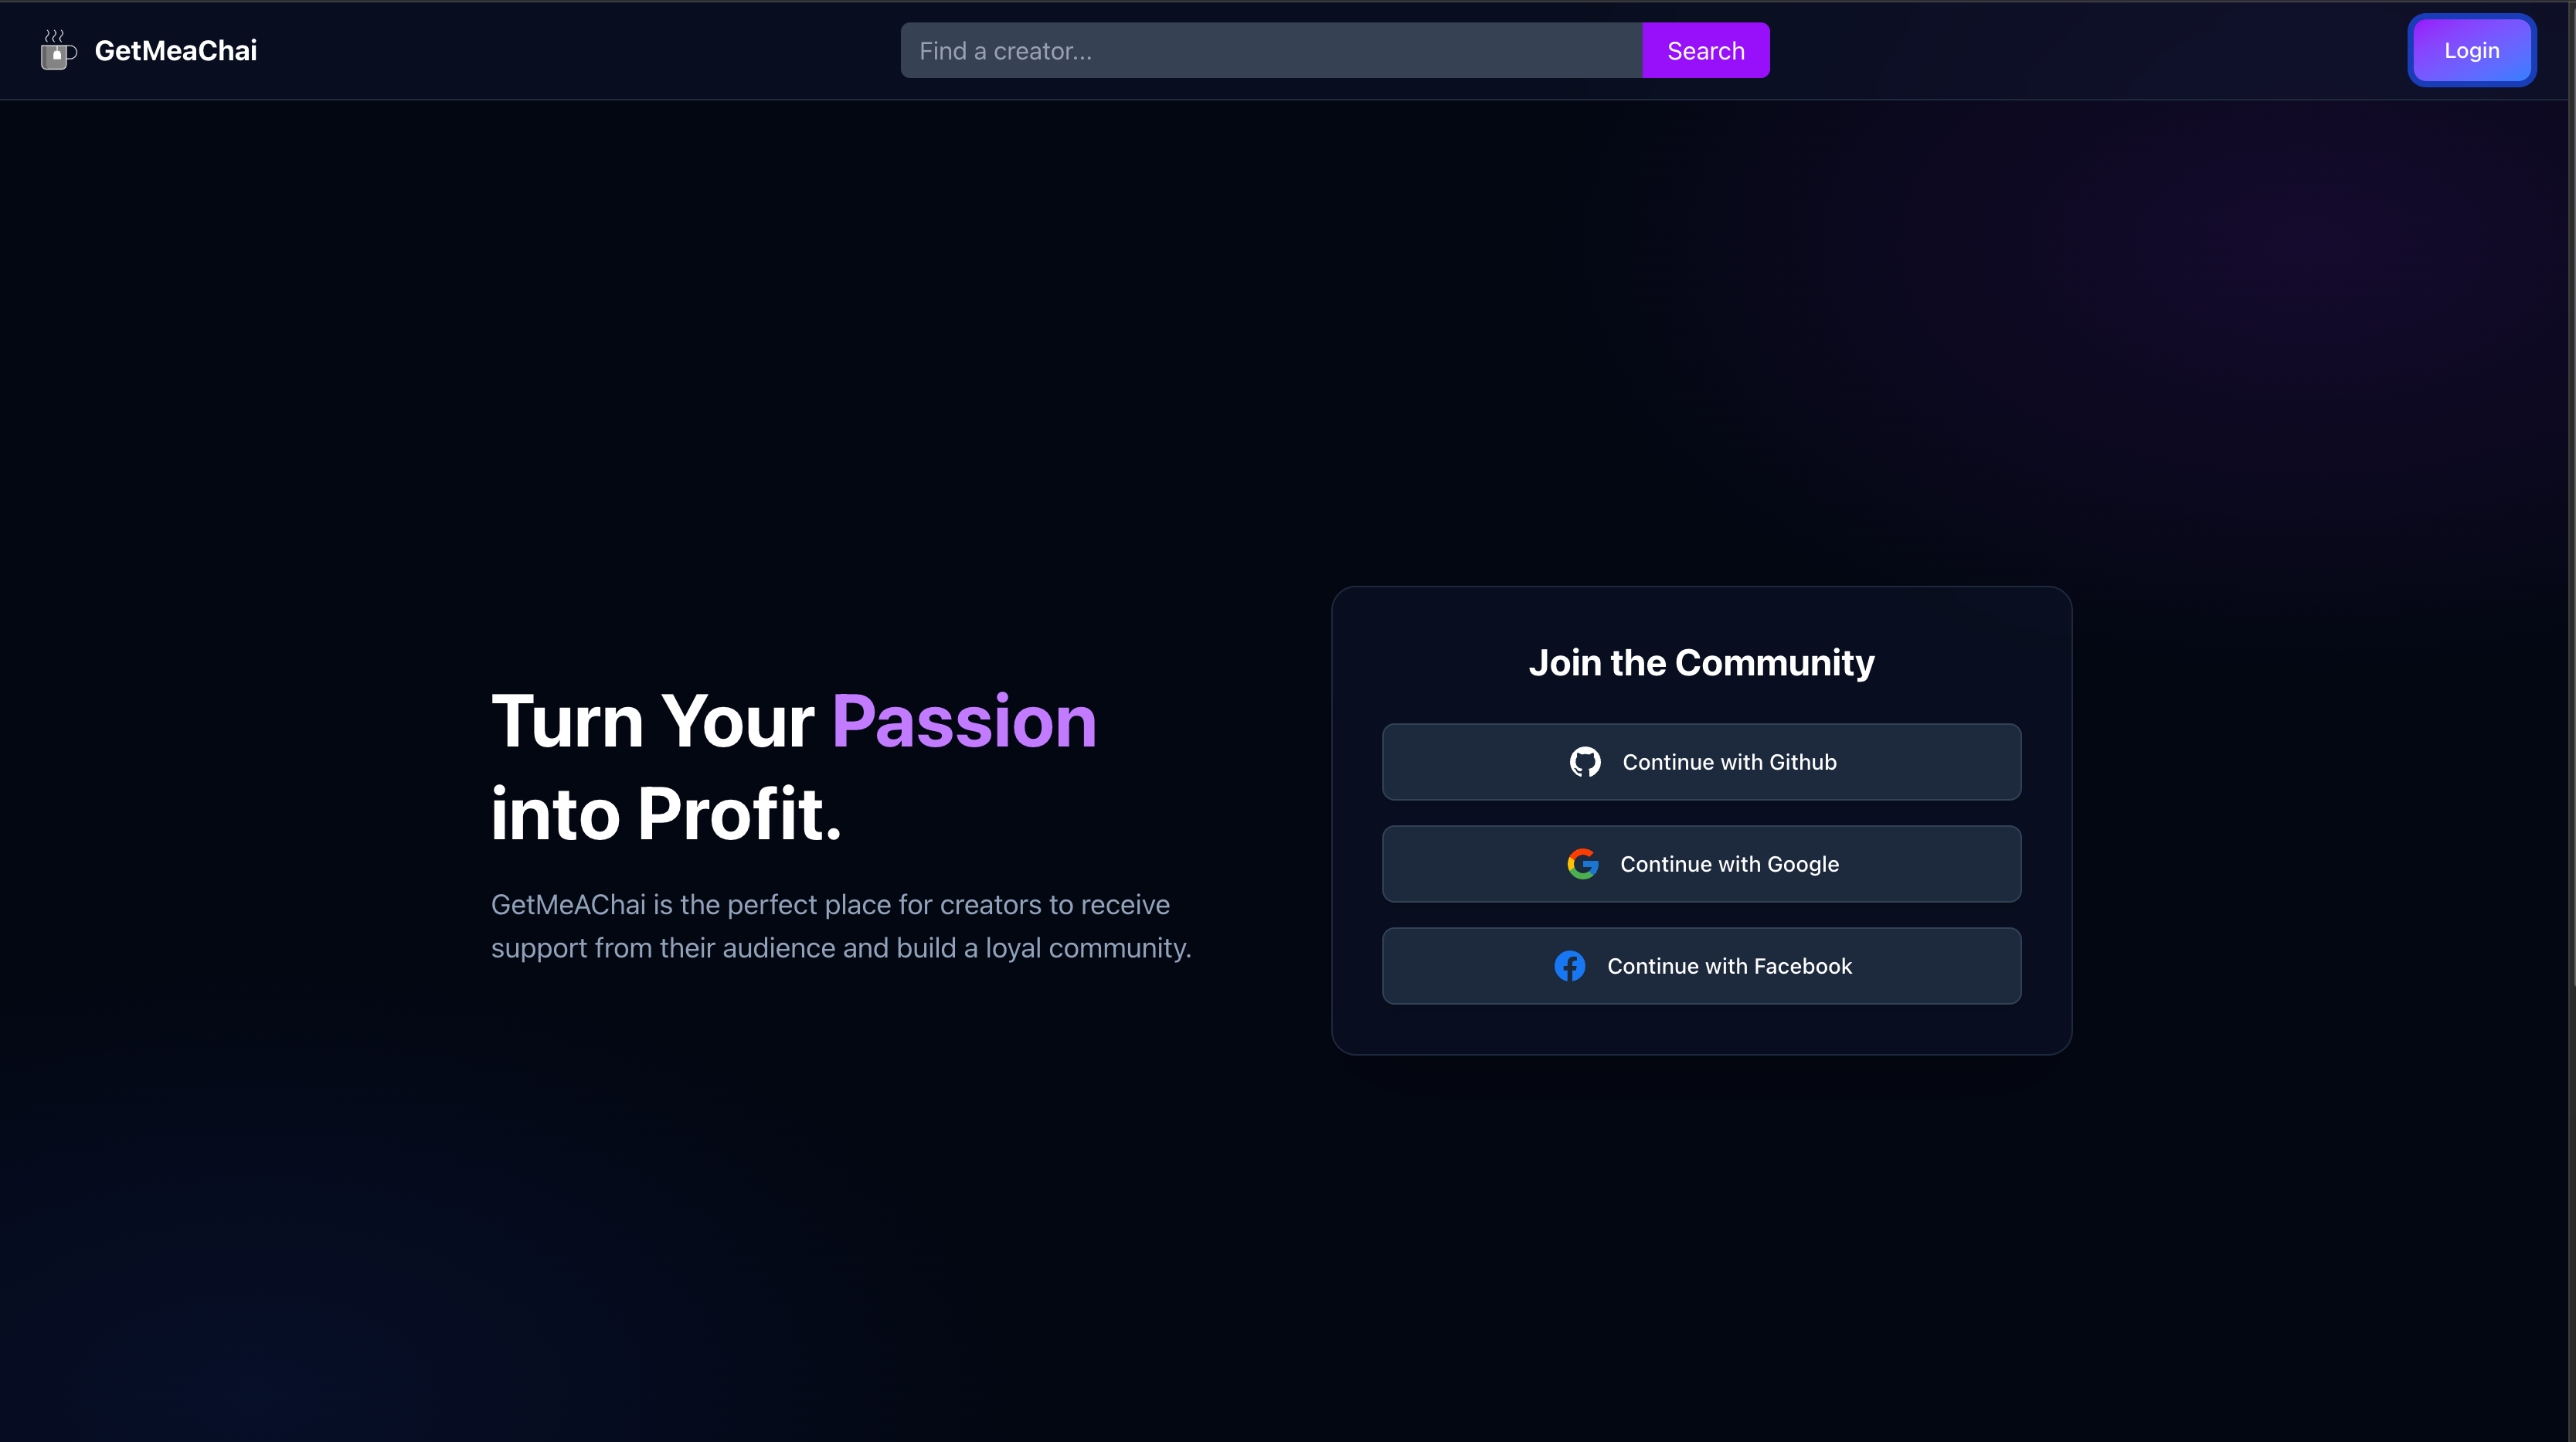 GetMeaChai
Find a creator...
Search
Login
Turn Your Passion
into Profit.
GetMeAChai is the perfect place for creators to receive
support from their audience and build a loyal community.
Join the Community
Continue with Github
Continue with Google
Continue with Facebook